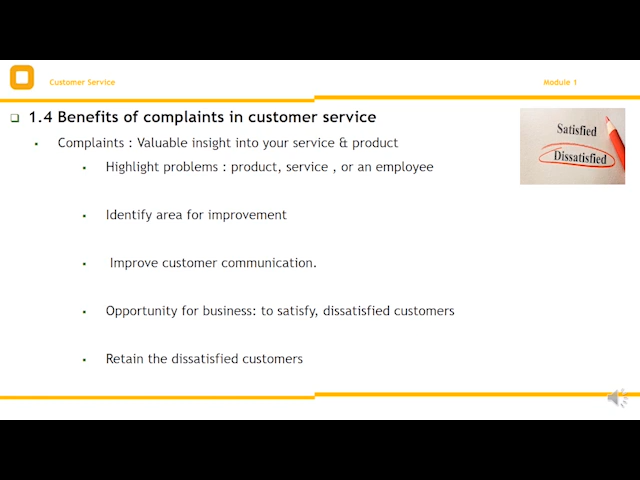 Customer Service
Module 1
1.4 Benefits of complaints in customer service
Complaints : Valuable insight into your service & product
Highlight problems : product, service , or an employee
Identify area for improvement
Improve customer communication.
Opportunity for business: to satisfy, dissatisfied customers
Retain the dissatisfied customers
Satisfied
Dissatisfied